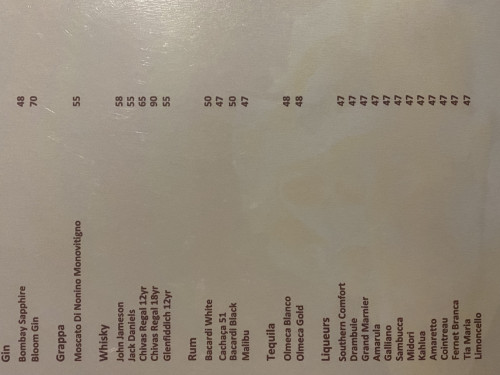 Gin
Bombay Sapphire 48
Bloom Gin 70
Grappa
Moscato Di Nonino Monovitigno 55
Whisky
John Jameson 58
Jack Daniels 55
Chivas Regal 12yr 65
Chivas Regal 18yr 90
Glenfiddich 12yr 55
Rum
Bacardi White 50
Cachaça 51 47
Bacardi Black 50
Malibu 47
Tequila
Olmeca Blanco 48
Olmeca Gold 48
Liqueurs
Southern Comfort 47
Drambuie 47
Grand Marnier 47
Amarula 47
Galliano 47
Sambucca 47
Midori 47
Kahlua 47
Amaretto 47
Cointreau 47
Fernet Branca 47
Tia Maria 47
Limoncello